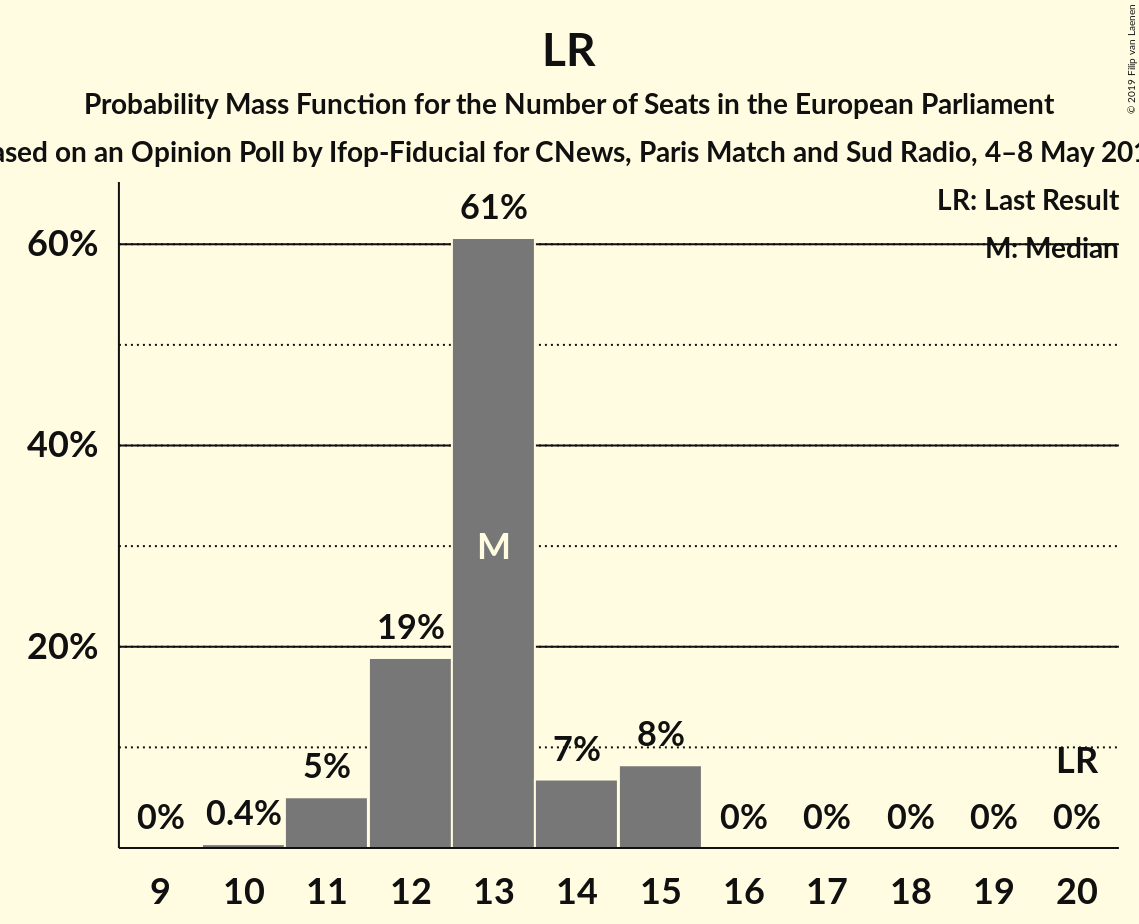 LR
Probability Mass Function for the Number of Seats in the European Parliament
ased on an Opinion Poll by Ifop-Fiducial for CNews, Paris Match and Sud Radio, 4–8 May 201
© 2019 Filip van Laenen
LR: Last Result
M: Median
60%
40%
20%
0%
0.4%
5%
19%
61%
M
7%
8%
0%
0%
0%
0%
LR
0%
9 10 11 12 13 14 15 16 17 18 19 20